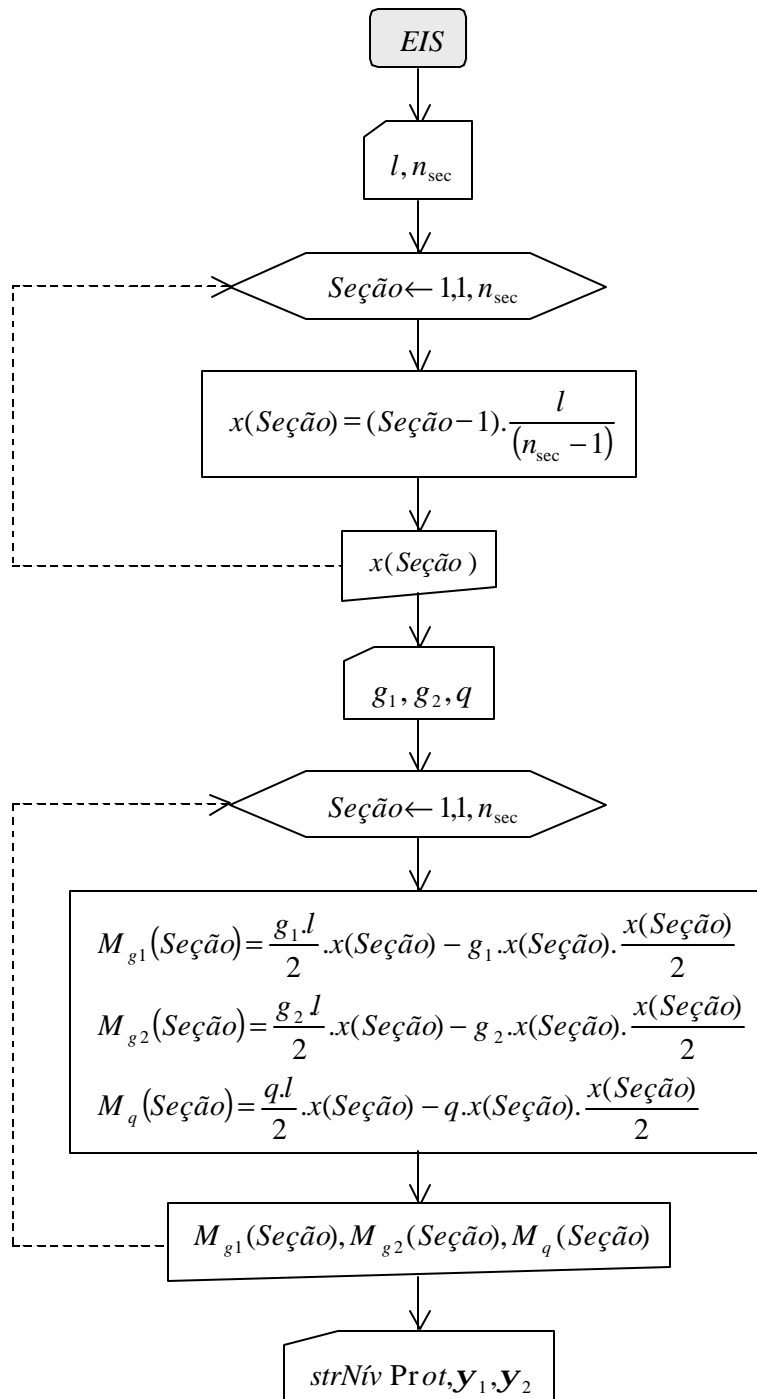 EIS
l, n_sec
Seção ← 1,1, n_sec
x(Seção) = (Seção − 1). l/(n_sec − 1)
x(Seção)
g_1, g_2, q
Seção ← 1,1, n_sec
M_g1(Seção) = g_1.l/2 .x(Seção) − g_1.x(Seção). x(Seção)/2
M_g2(Seção) = g_2.l/2 .x(Seção) − g_2.x(Seção). x(Seção)/2
M_q(Seção) = q.l/2 .x(Seção) − q.x(Seção). x(Seção)/2
M_g1(Seção), M_g2(Seção), M_q(Seção)
strNív Prot, y_1, y_2